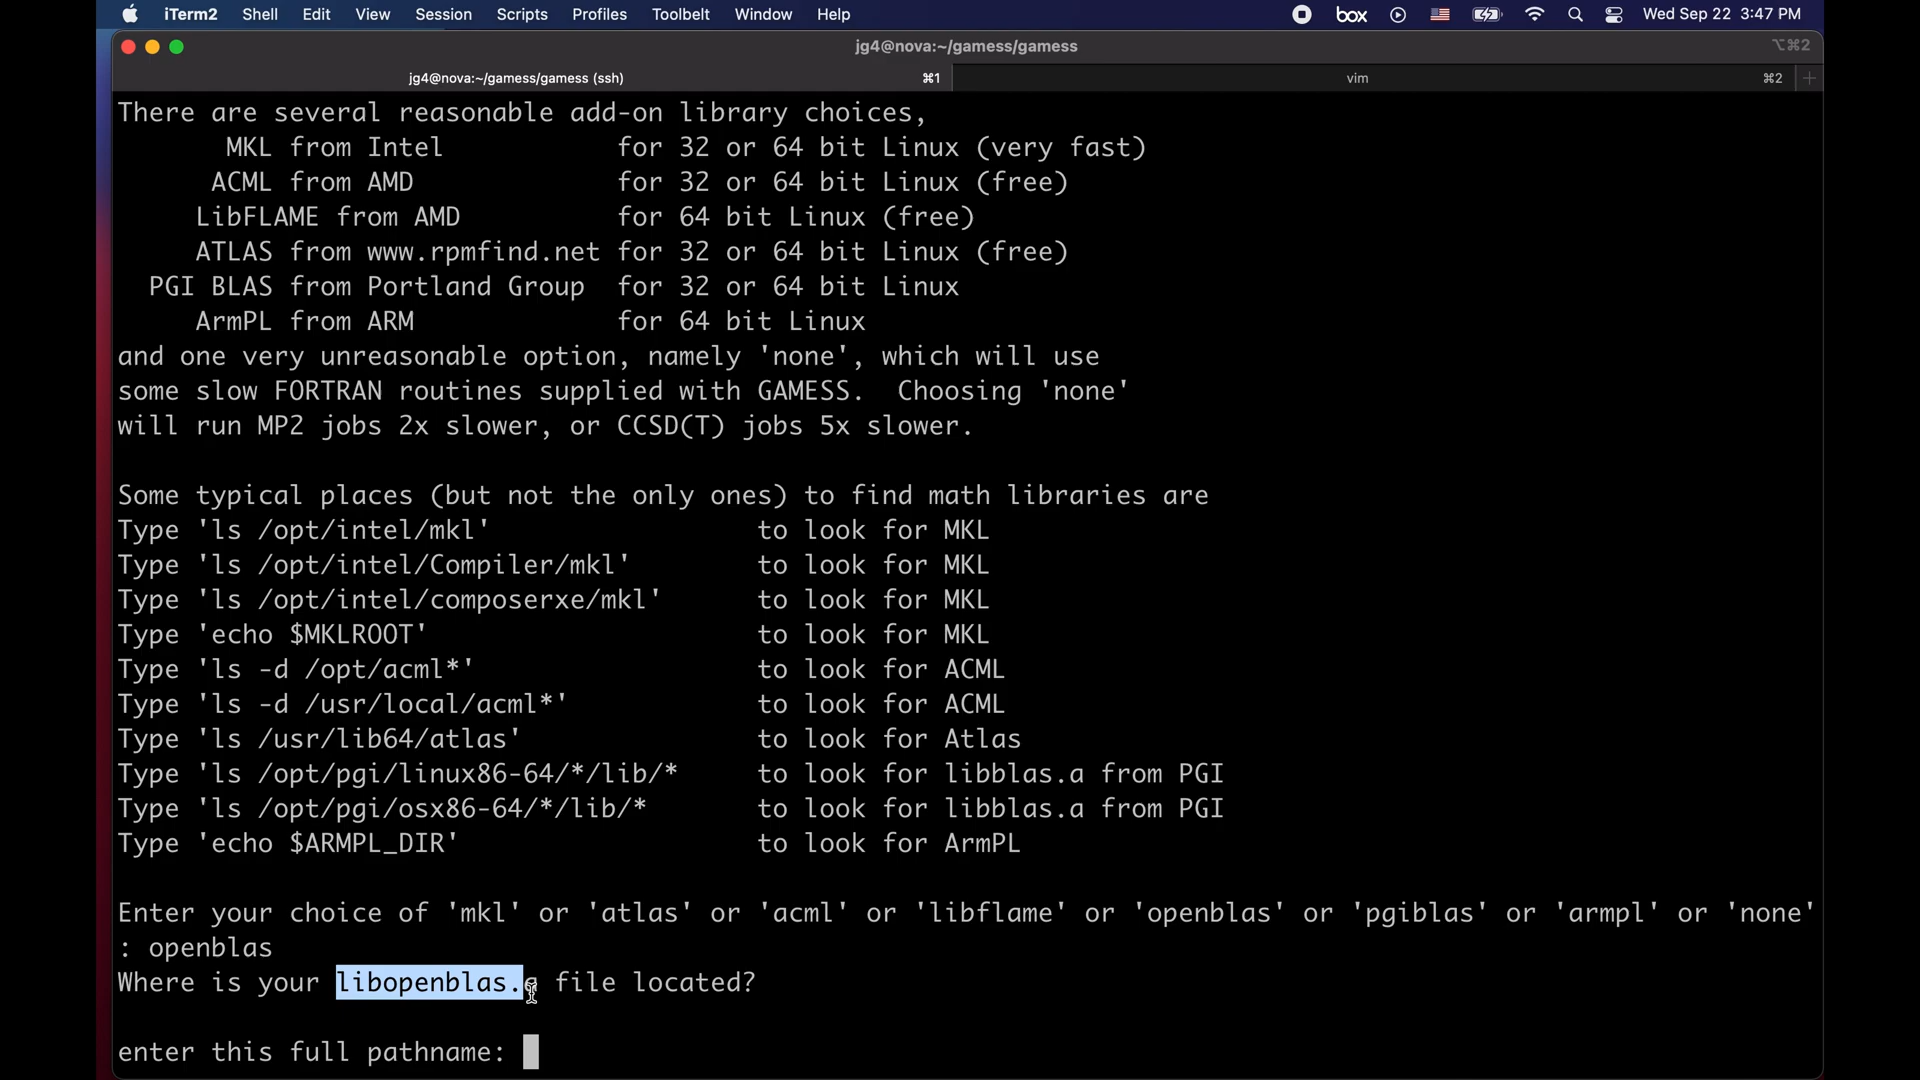 iTerm2 Shell Edit View Session Scripts Profiles Toolbelt Window Help box Wed Sep 22 3:47 PM
jg4@nova:~/gamess/gamess ⌥⌘2
jg4@nova:~/gamess/gamess (ssh) ⌘1 vim ⌘2 +
There are several reasonable add-on library choices,
MKL from Intel for 32 or 64 bit Linux (very fast)
ACML from AMD for 32 or 64 bit Linux (free)
LibFLAME from AMD for 64 bit Linux (free)
ATLAS from www.rpmfind.net for 32 or 64 bit Linux (free)
PGI BLAS from Portland Group for 32 or 64 bit Linux
ArmPL from ARM for 64 bit Linux
and one very unreasonable option, namely 'none', which will use
some slow FORTRAN routines supplied with GAMESS. Choosing 'none'
will run MP2 jobs 2x slower, or CCSD(T) jobs 5x slower.
Some typical places (but not the only ones) to find math libraries are
Type 'ls /opt/intel/mkl' to look for MKL
Type 'ls /opt/intel/Compiler/mkl' to look for MKL
Type 'ls /opt/intel/composerxe/mkl' to look for MKL
Type 'echo $MKLROOT' to look for MKL
Type 'ls -d /opt/acml*' to look for ACML
Type 'ls -d /usr/local/acml*' to look for ACML
Type 'ls /usr/lib64/atlas' to look for Atlas
Type 'ls /opt/pgi/linux86-64/*/lib/*' to look for libblas.a from PGI
Type 'ls /opt/pgi/osx86-64/*/lib/*' to look for libblas.a from PGI
Type 'echo $ARMPL_DIR' to look for ArmPL
Enter your choice of 'mkl' or 'atlas' or 'acml' or 'libflame' or 'openblas' or 'pgiblas' or 'armpl' or 'none'
: openblas
Where is your libopenblas.a file located?
enter this full pathname: